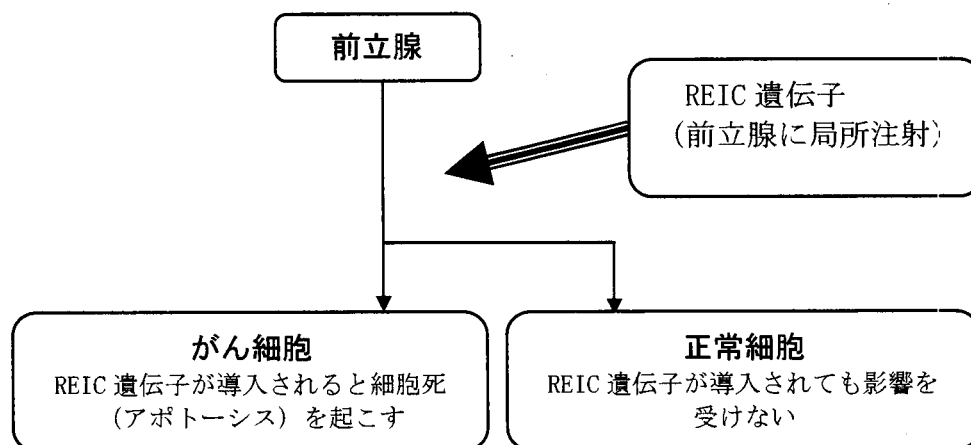 前立腺
REIC 遺伝子
(前立腺に局所注射)
がん細胞
REIC 遺伝子が導入されると細胞死
(アポトーシス) を起こす
正常細胞
REIC 遺伝子が導入されても影響を
受けない